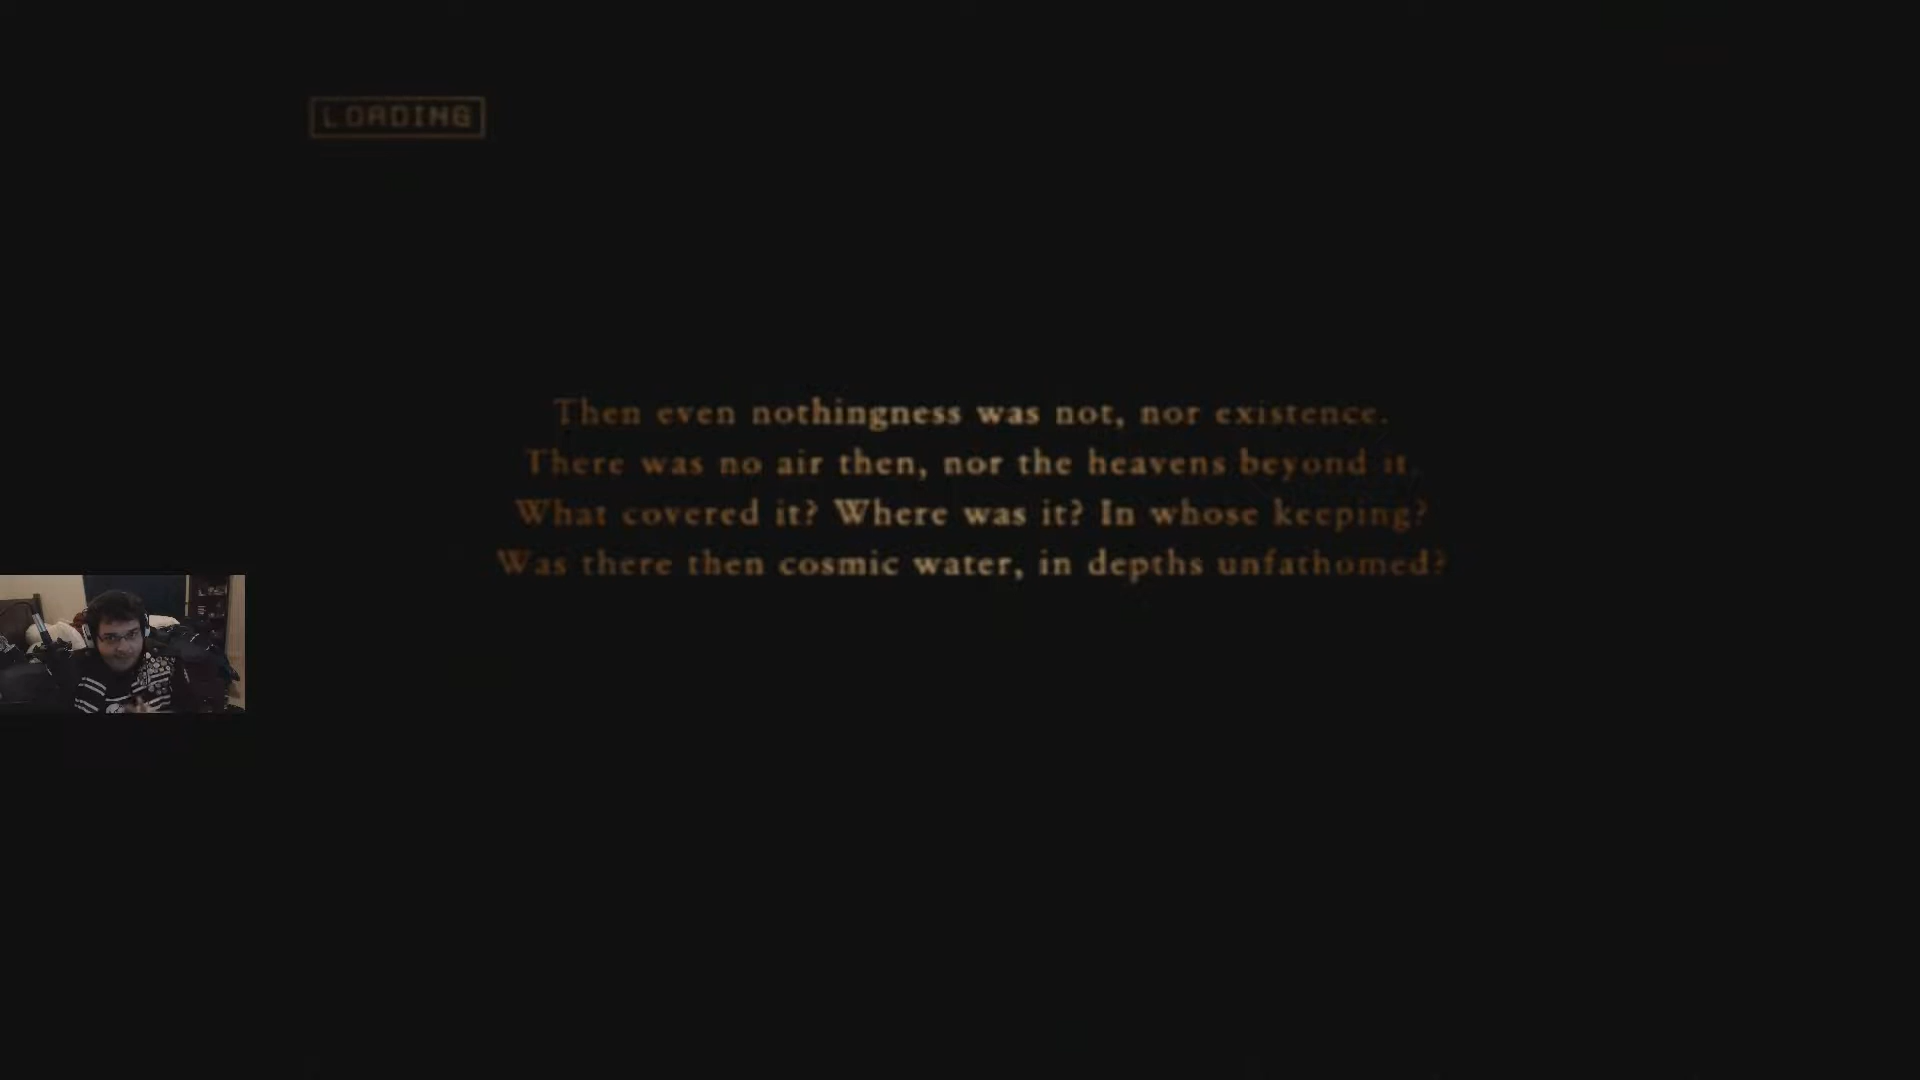 LOADING
Then even nothingness was not, nor existence.
There was no air then, nor the heavens beyond it.
What covered it? Where was it? In whose keeping?
Was there then cosmic water, in depths unfathomed?